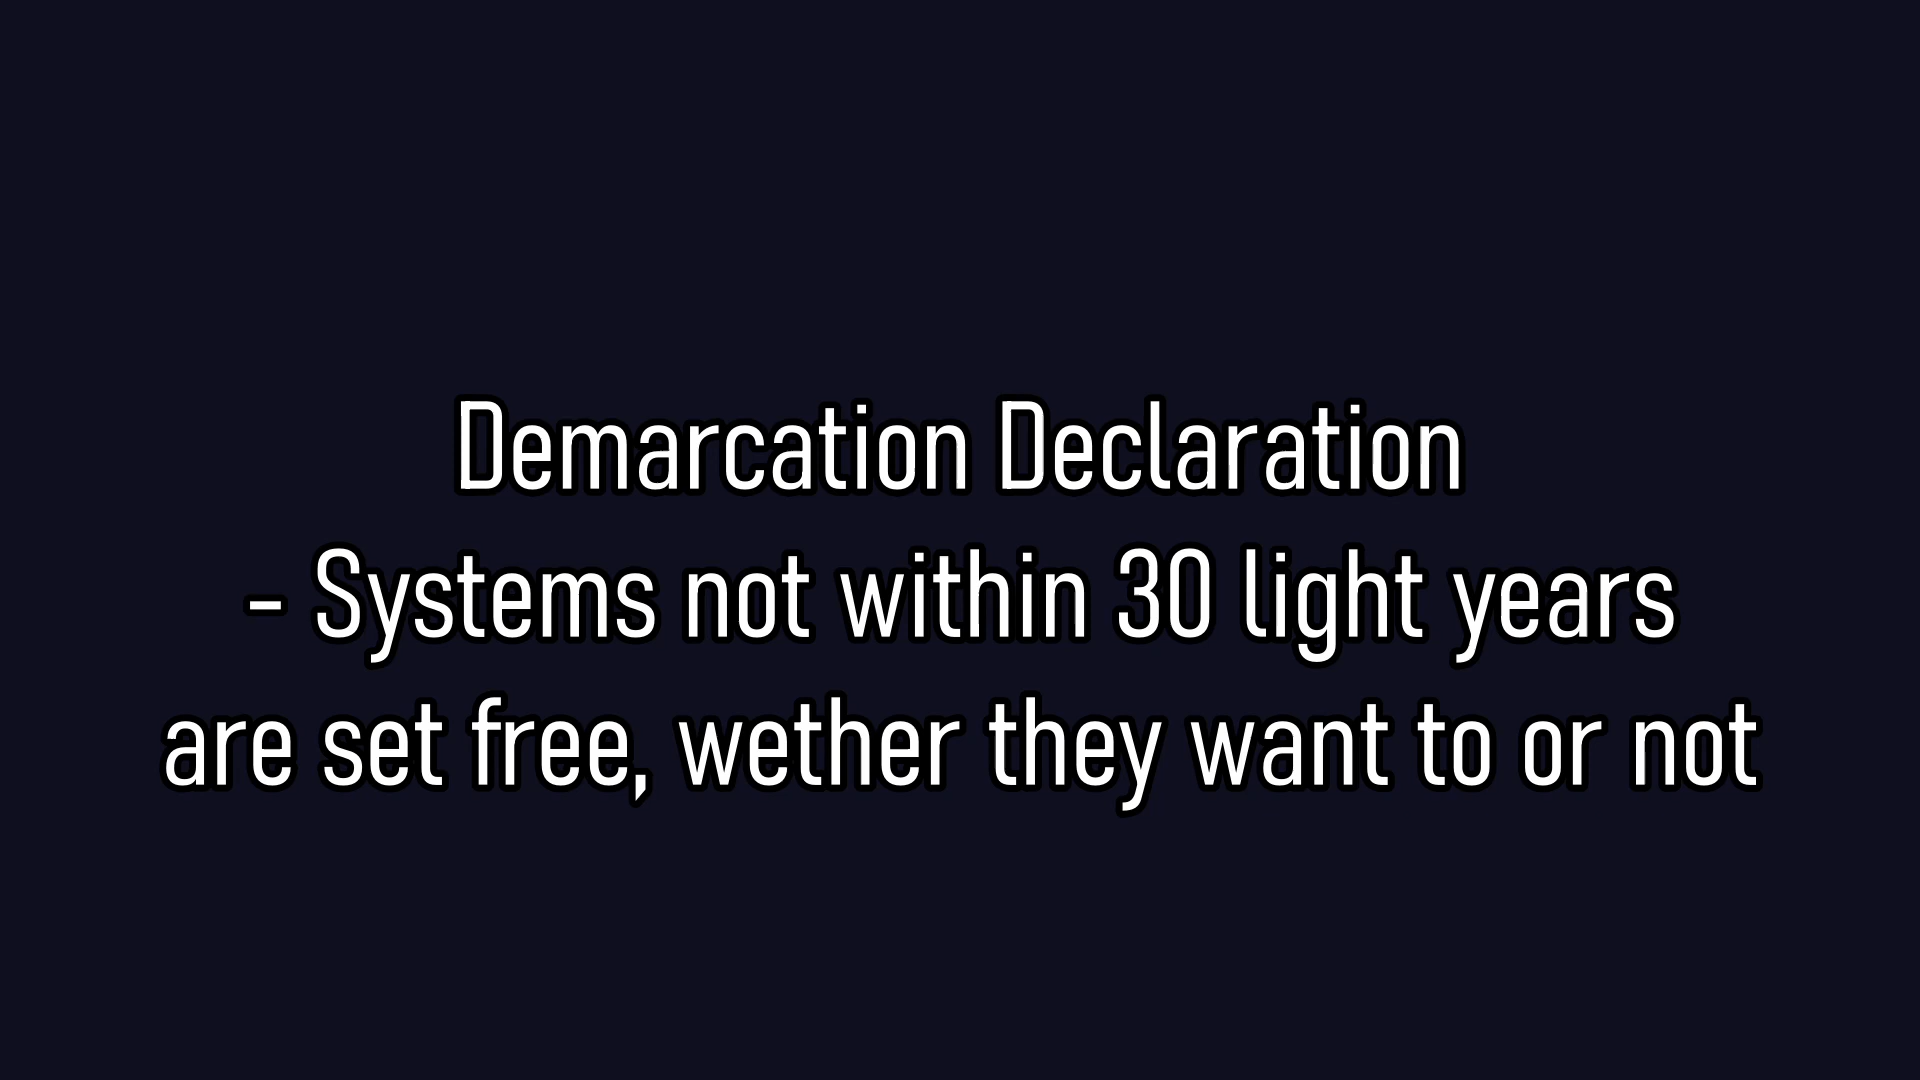 Demarcation Declaration
- Systems not within 30 light years
are set free, wether they want to or not